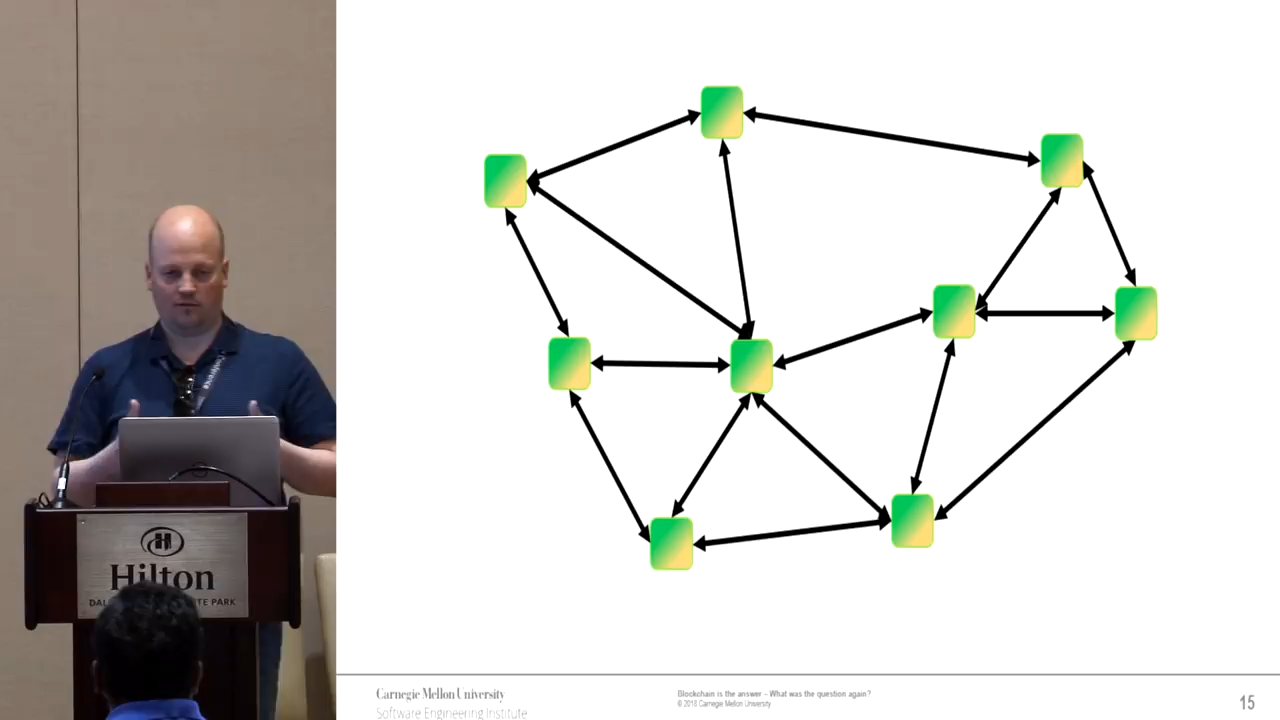 Hilton
Carnegie Mellon University
Software Engineering Institute
Blockchain is the answer – What was the question again?
© 2018 Carnegie Mellon University
15